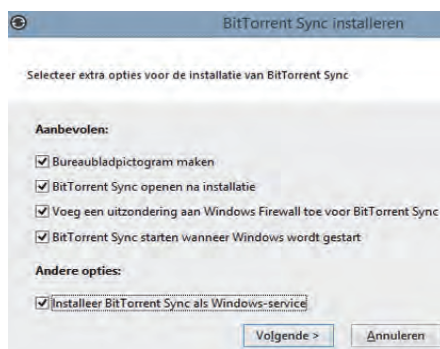 BitTorrent Sync installeren
Selecteer extra opties voor de installatie van BitTorrent Sync
Aanbevolen:
Bureaubladpictogram maken
BitTorrent Sync openen na installatie
Voeg een uitzondering aan Windows Firewall toe voor BitTorrent Sync
BitTorrent Sync starten wanneer Windows wordt gestart
Andere opties:
Installeer BitTorrent Sync als Windows-service
Volgende > Annuleren